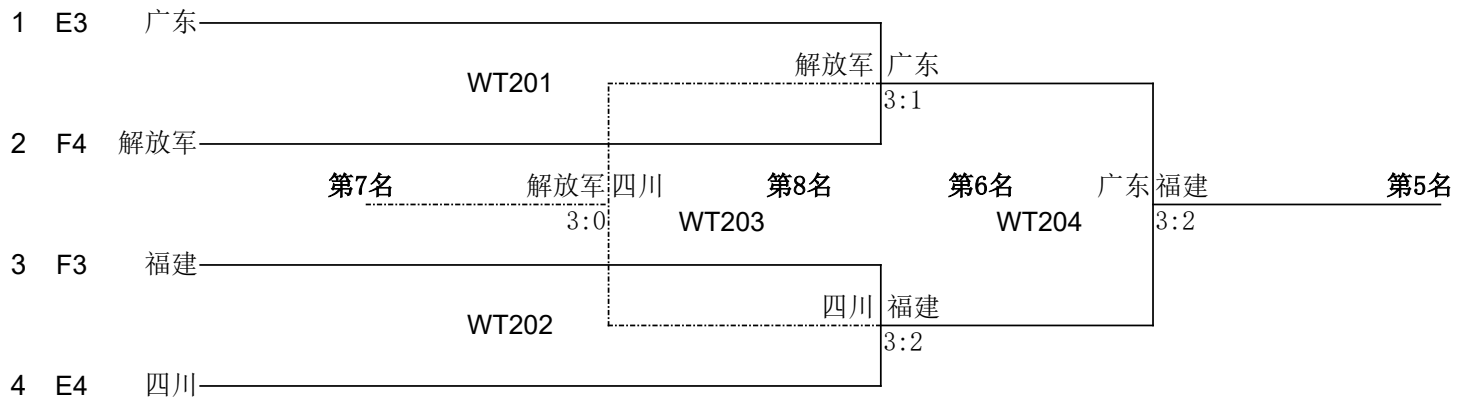 1 E3 广东
解放军 广东
WT201
3:1
2 F4 解放军
第7名 解放军 四川 第8名 第6名 广东 福建 第5名
3:0 WT203 WT204 3:2
3 F3 福建
四川 福建
WT202
3:2
4 E4 四川